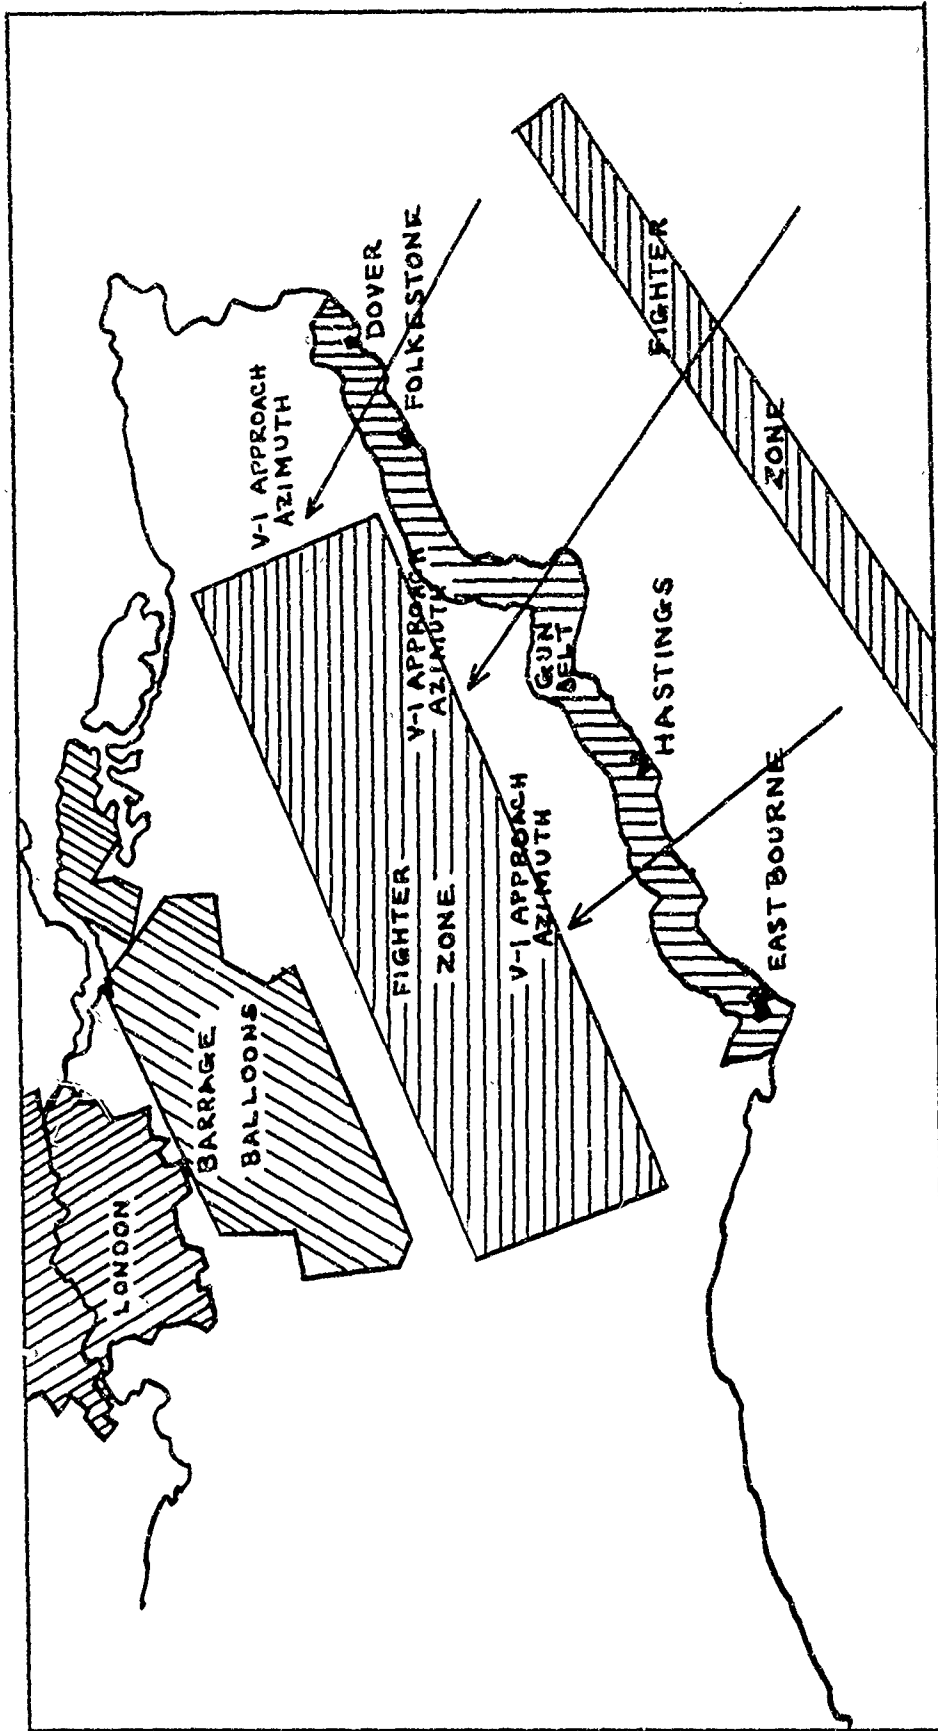 LONDON
BARRAGE
BALLOONS
V-1 APPROACH
AZIMUTH
DOVER
FOLKESTONE
FIGHTER
ZONE
V-1 APPROACH
AZIMUTH
V-1 APPROACH
AZIMUTH
GUN
BELT
HASTINGS
EASTBOURNE
FIGHTER
ZONE